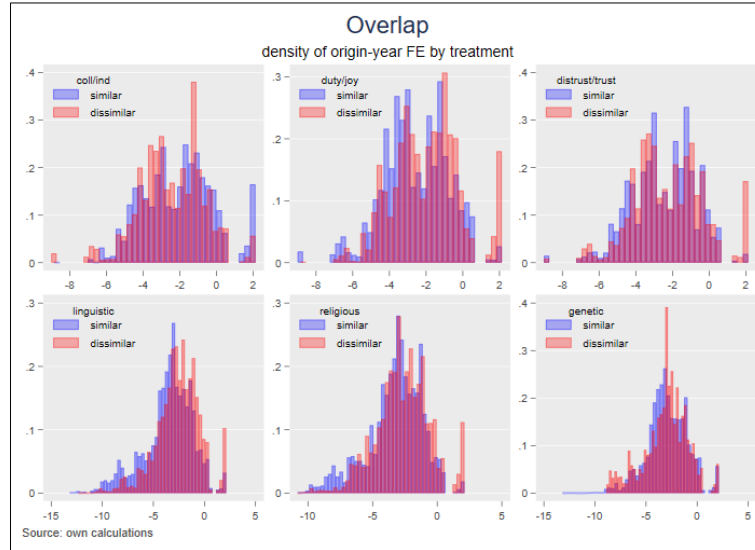 Overlap
density of origin-year FE by treatment
coll/ind
similar
dissimilar
.4
.3
.2
.1
0
-8 -6 -4 -2 0 2
duty/joy
similar
dissimilar
.3
.2
.1
0
-8 -6 -4 -2 0 2
distrust/trust
similar
dissimilar
.4
.3
.2
.1
0
-8 -6 -4 -2 0 2
linguistic
similar
dissimilar
.3
.2
.1
0
-15 -10 -5 0 5
religious
similar
dissimilar
.3
.2
.1
0
-10 -5 0 5
genetic
similar
dissimilar
.4
.3
.2
.1
0
-15 -10 -5 0 5
Source: own calculations